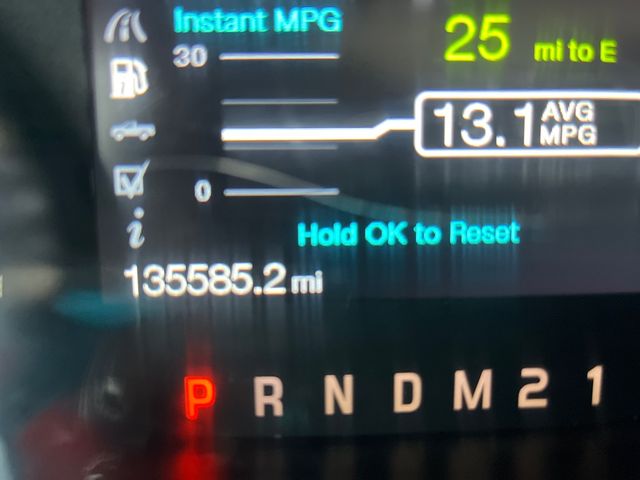 Instant MPG
30
25 mi to E
13.1 AVG MPG
0
Hold OK to Reset
135585.2 mi
P R N D M 2 1